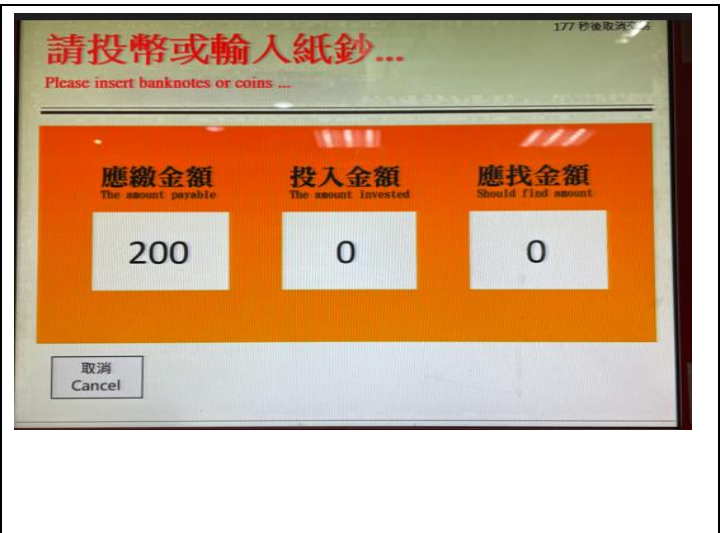 177 秒後取消交易
請投幣或輸入紙鈔...
Please insert banknotes or coins ...
應繳金額 投入金額 應找金額
The amount payable The amount Invested Should find amount
200 0 0
取消
Cancel